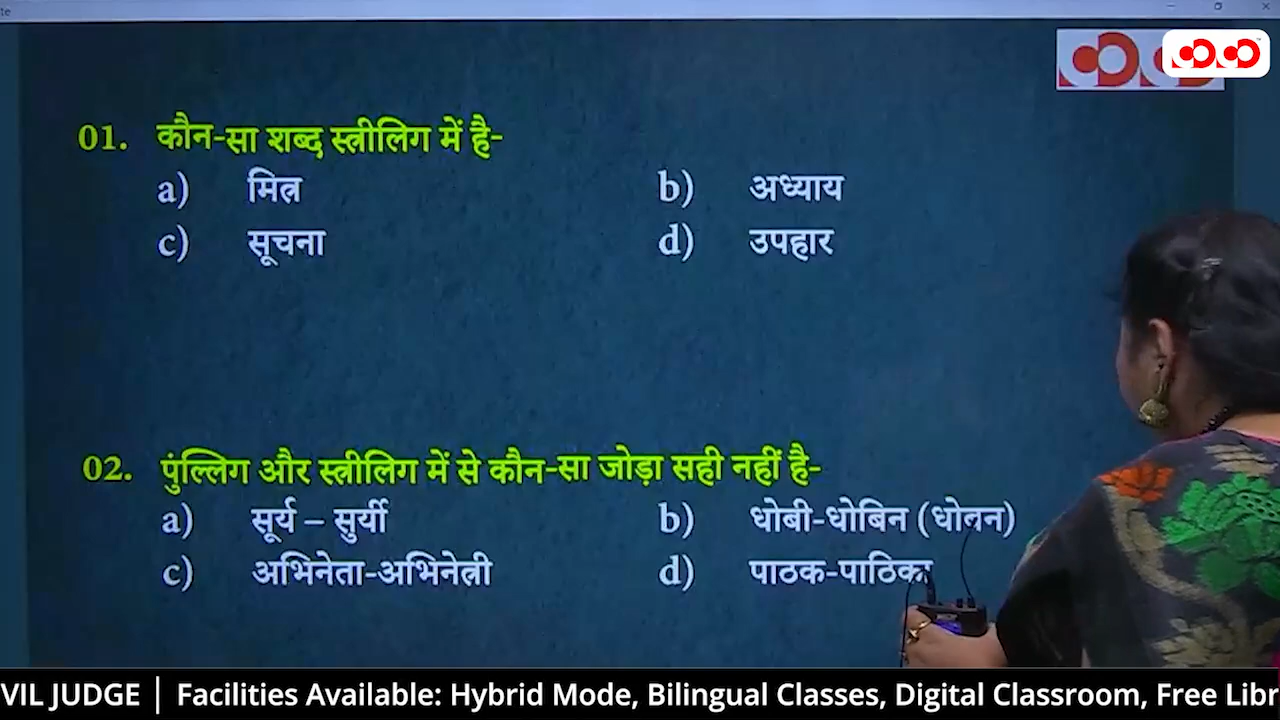 01. कौन-सा शब्द स्त्रीलिंग में है-
a) मित्र b) अध्याय
c) सूचना d) उपहार
02. पुंल्लिग और स्त्रीलिग में से कौन-सा जोड़ा सही नहीं है-
a) सूर्य – सुर्यी b) धोबी-धोबिन (धोबन)
c) अभिनेता-अभिनेत्री d) पाठक-पाठिका
VIL JUDGE | Facilities Available: Hybrid Mode, Bilingual Classes, Digital Classroom, Free Libr